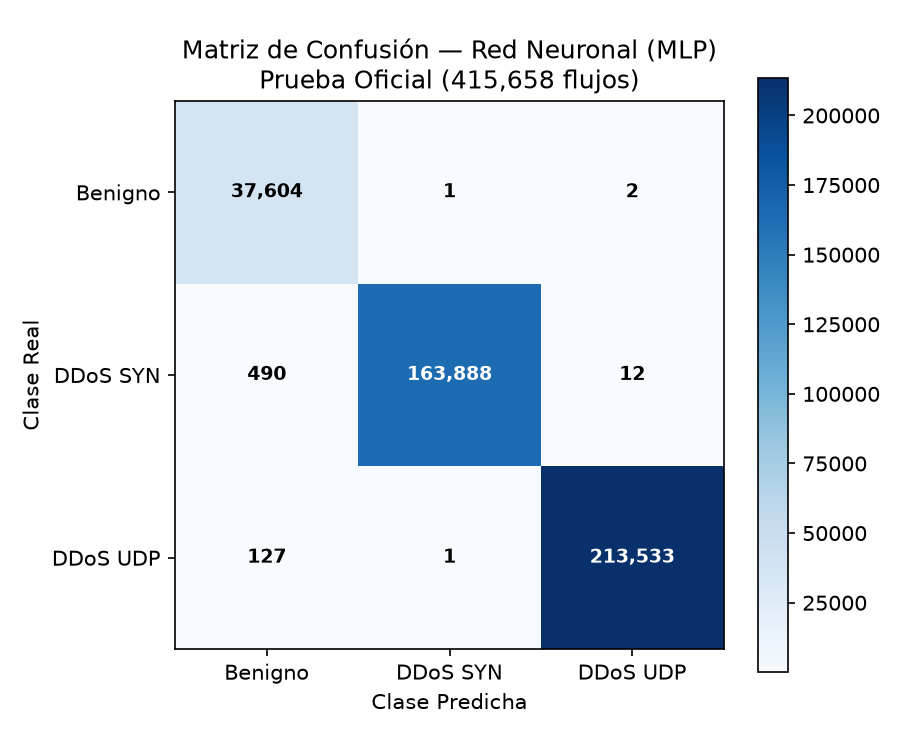 Matriz de Confusión — Red Neuronal (MLP)
Prueba Oficial (415,658 flujos)
200000
175000
150000
125000
100000
75000
50000
25000
Clase Real
Benigno
37,604
1
2
DDoS SYN
490
163,888
12
DDoS UDP
127
1
213,533
Benigno
DDoS SYN
DDoS UDP
Clase Predicha